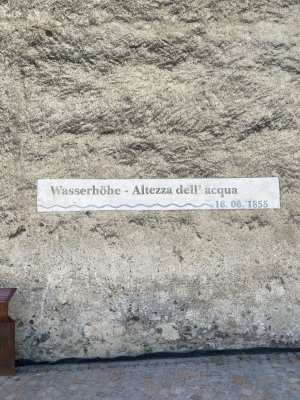 Wasserhöhe - Altezza dell' acqua
16. 06. 1855